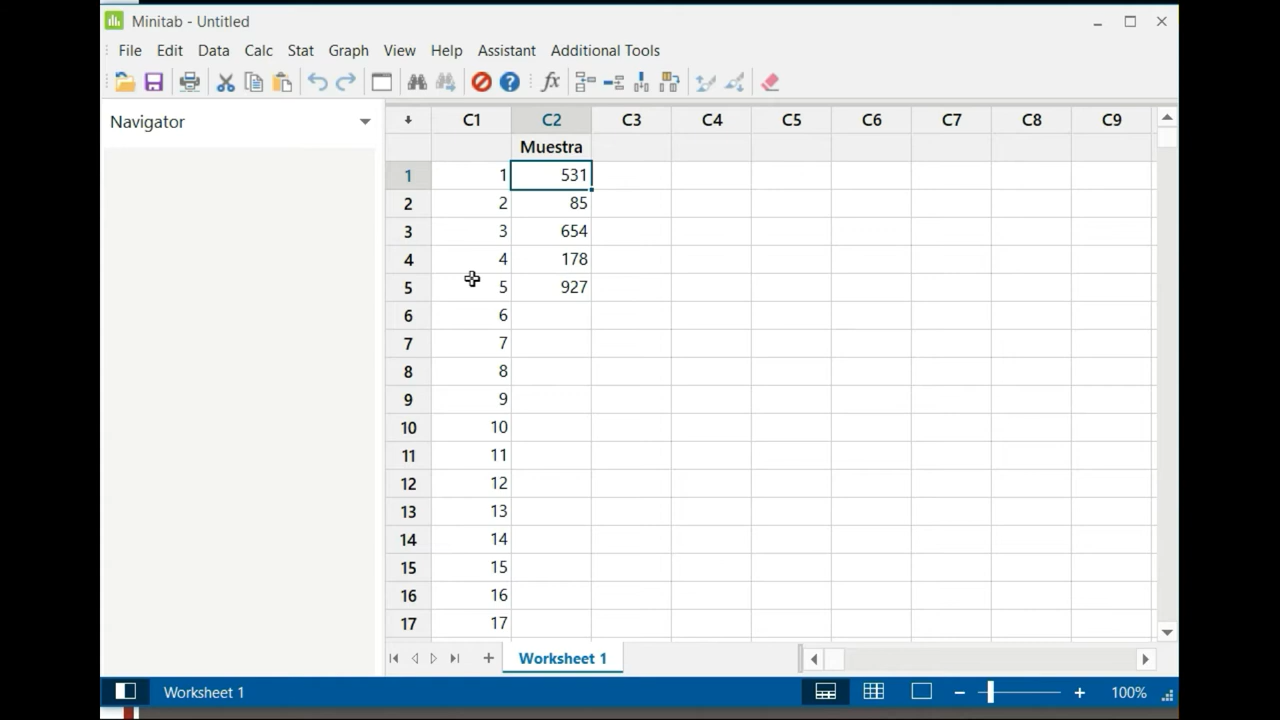 Minitab - Untitled
File Edit Data Calc Stat Graph View Help Assistant Additional Tools
Navigator
C1 C2 C3 C4 C5 C6 C7 C8 C9
Muestra
1 1 531
2 2 85
3 3 654
4 4 178
5 5 927
6 6
7 7
8 8
9 9
10 10
11 11
12 12
13 13
14 14
15 15
16 16
17 17
Worksheet 1
Worksheet 1 100%